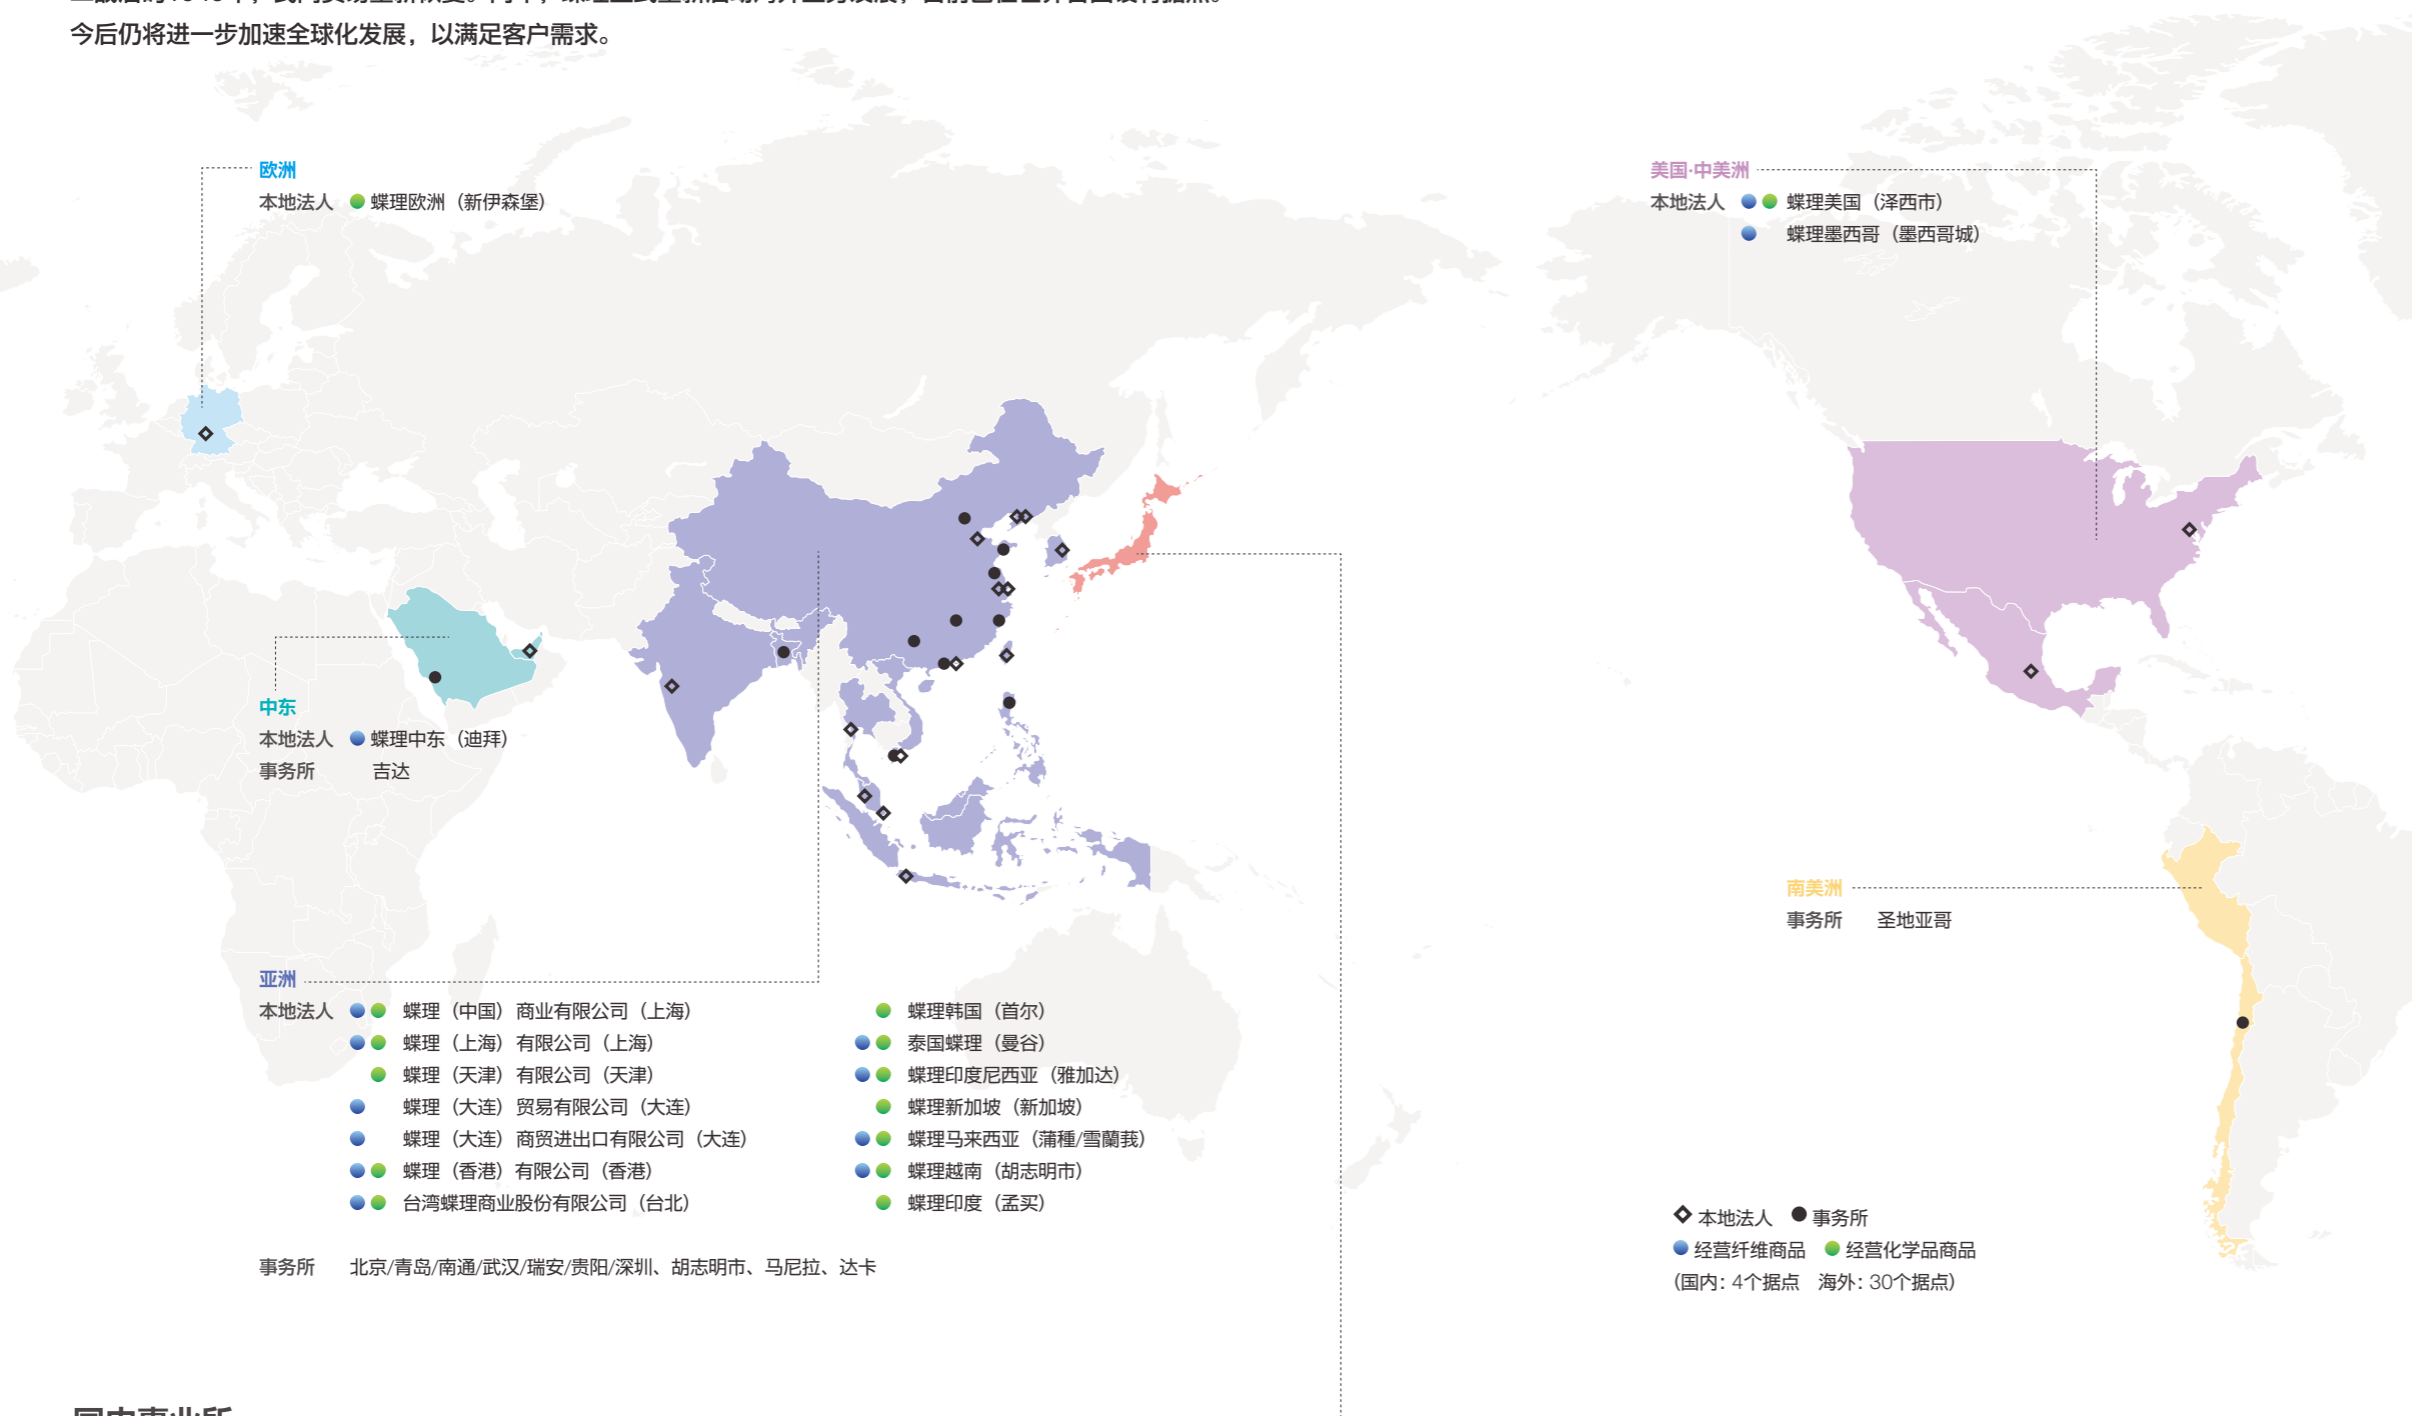 今后仍将进一步加速全球化发展，以满足客户需求。
欧洲
本地法人 蝶理欧洲（新伊森堡）
美国·中美洲
本地法人 蝶理美国（泽西市）
蝶理墨西哥（墨西哥城）
中东
本地法人 蝶理中东（迪拜）
事务所 吉达
南美洲
事务所 圣地亚哥
亚洲
本地法人 蝶理（中国）商业有限公司（上海）
蝶理（上海）有限公司（上海）
蝶理（天津）有限公司（天津）
蝶理（大连）贸易有限公司（大连）
蝶理（大连）商贸进出口有限公司（大连）
蝶理（香港）有限公司（香港）
台湾蝶理商业股份有限公司（台北）
蝶理韩国（首尔）
泰国蝶理（曼谷）
蝶理印度尼西亚（雅加达）
蝶理新加坡（新加坡）
蝶理马来西亚（蒲種/雪蘭莪）
蝶理越南（胡志明市）
蝶理印度（孟买）
事务所 北京/青岛/南通/武汉/瑞安/贵阳/深圳、胡志明市、马尼拉、达卡
本地法人 事务所
经营纤维商品 经营化学品商品
（国内：4个据点 海外：30个据点）